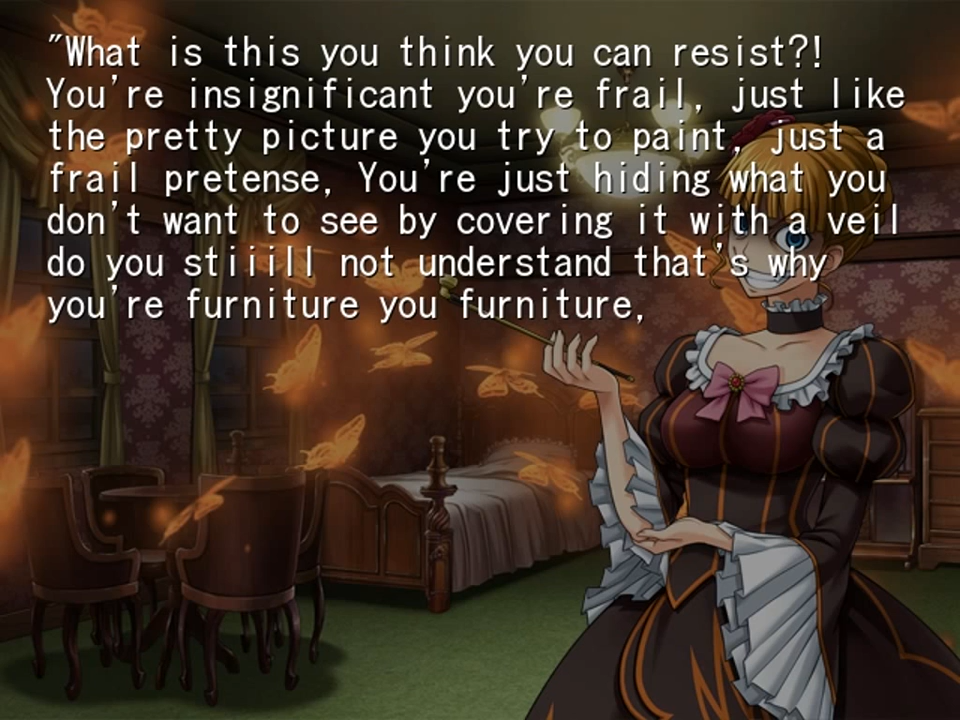 "What is this you think you can resist?!
You're insignificant you're frail, just like
the pretty picture you try to paint, just a
frail pretense, You're just hiding what you
don't want to see by covering it with a veil
do you stiiill not understand that's why
you're furniture you furniture,